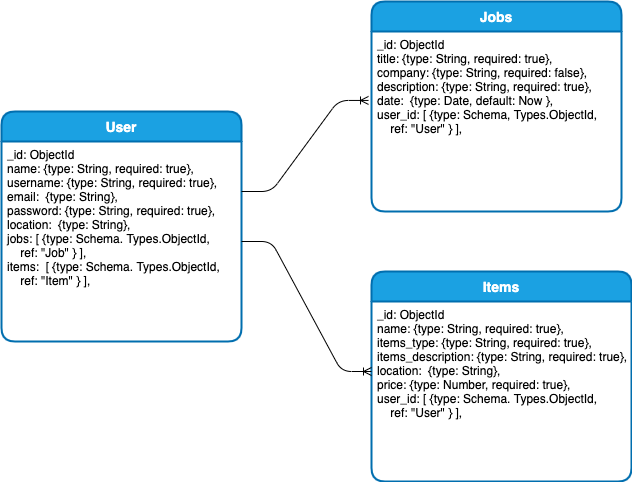 Jobs
_id: ObjectId
title: {type: String, required: true},
company: {type: String, required: false},
description: {type: String, required: true},
date:  {type: Date, default: Now },
user_id: [ {type: Schema, Types.ObjectId,
ref: "User" } ],
User
_id: ObjectId
name: {type: String, required: true},
username: {type: String, required: true},
email:  {type: String},
password: {type: String, required: true},
location:  {type: String},
jobs: [ {type: Schema. Types.ObjectId,
ref: "Job" } ],
items:  [ {type: Schema. Types.ObjectId,
ref: "Item" } ],
Items
_id: ObjectId
name: {type: String, required: true},
items_type: {type: String, required: true},
items_description: {type: String, required: true},
location:  {type: String},
price: {type: Number, required: true},
user_id: [ {type: Schema. Types.ObjectId,
ref: "User" } ],